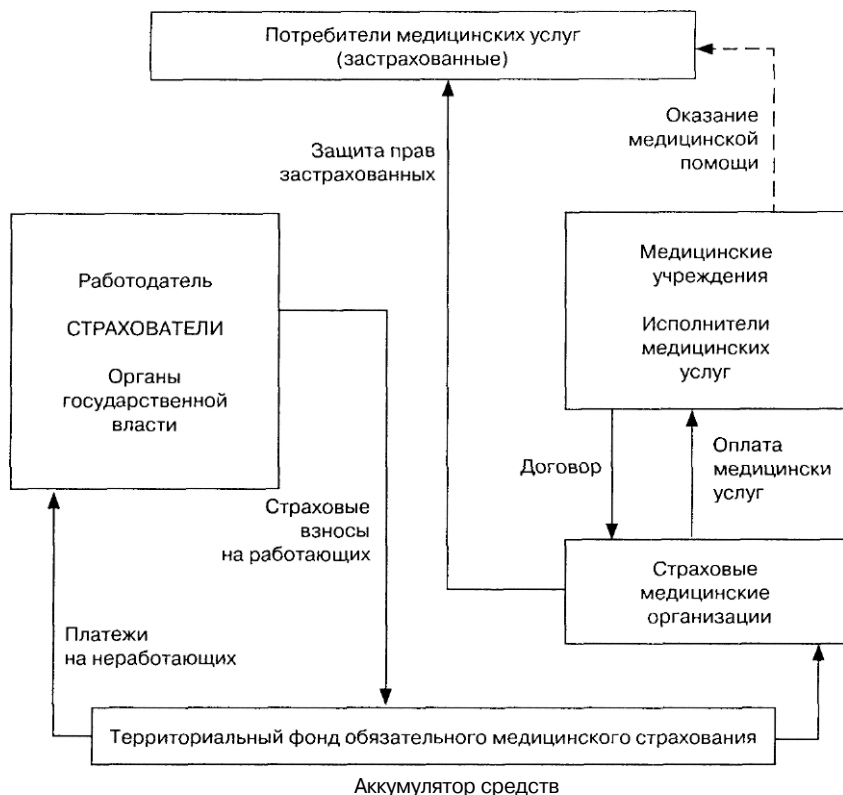 Потребители медицинских услуг
(застрахованные)
Оказание
медицинской
помощи
Защита прав
застрахованных
Работодатель
СТРАХОВАТЕЛИ
Органы
государственной
власти
Медицинские
учреждения
Исполнители
медицинских
услуг
Договор
Оплата
медицински
услуг
Страховые
взносы
на работающих
Страховые
медицинские
организации
Платежи
на неработающих
Территориальный фонд обязательного медицинского страхования
Аккумулятор средств